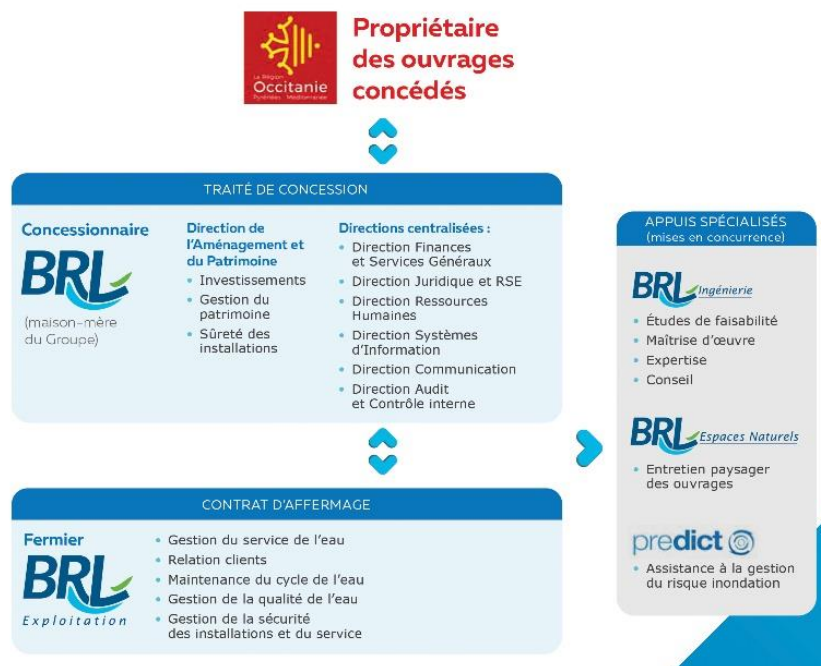 La Région
Occitanie
Pyrénées - Méditerranée
Propriétaire
des ouvrages
concédés
TRAITÉ DE CONCESSION
Concessionnaire
BRL
(maison-mère
du Groupe)
Direction de
l'Aménagement et
du Patrimoine
• Investissements
• Gestion du
patrimoine
• Sûreté des
installations
Directions centralisées :
• Direction Finances
et Services Généraux
• Direction Juridique et RSE
• Direction Ressources
Humaines
• Direction Systèmes
d'Information
• Direction Communication
• Direction Audit
et Contrôle interne
CONTRAT D'AFFERMAGE
Fermier
BRL
Exploitation
• Gestion du service de l'eau
• Relation clients
• Maintenance du cycle de l'eau
• Gestion de la qualité de l'eau
• Gestion de la sécurité
des installations et du service
APPUIS SPÉCIALISÉS
(mises en concurrence)
BRL Ingénierie
• Études de faisabilité
• Maîtrise d'œuvre
• Expertise
• Conseil
BRL Espaces Naturels
• Entretien paysager
des ouvrages
predict
• Assistance à la gestion
du risque inondation